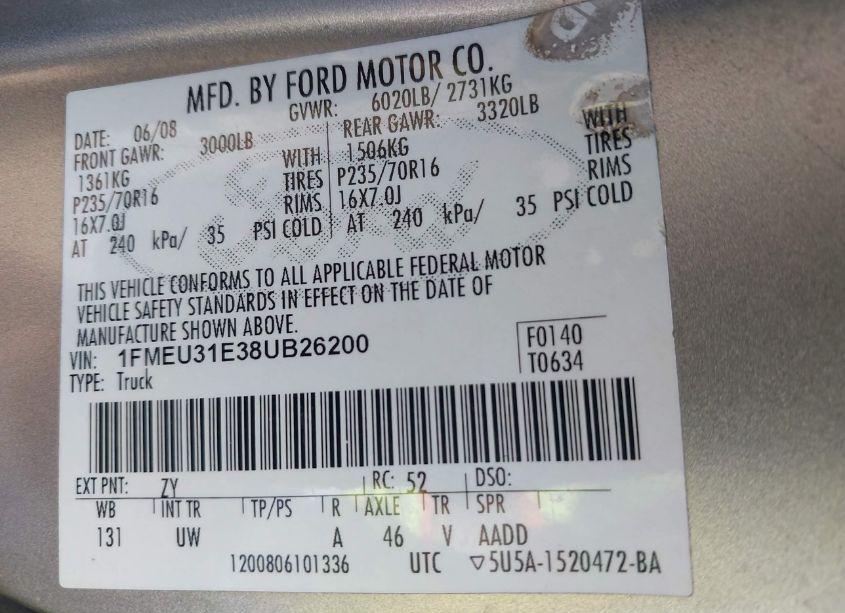 MFD. BY FORD MOTOR CO.
DATE: 06/08 GVWR: 6020LB/ 2731KG
FRONT GAWR: 3000LB REAR GAWR: 3320LB
1361KG WITH 1506KG WITH
P235/70R16 TIRES P235/70R16 TIRES
16X7.0J RIMS 16X7.0J RIMS
AT 240 kPa/ 35 PSI COLD AT 240 kPa/ 35 PSI COLD
THIS VEHICLE CONFORMS TO ALL APPLICABLE FEDERAL MOTOR
VEHICLE SAFETY STANDARDS IN EFFECT ON THE DATE OF
MANUFACTURE SHOWN ABOVE.
VIN: 1FMEU31E38UB26200 F0140
TYPE: Truck T0634
EXT PNT: ZY RC: 52 DSO:
WB INT TR TP/PS R AXLE TR SPR
131 UW A 46 V AADD
1200806101336 UTC ▽5U5A-1520472-BA